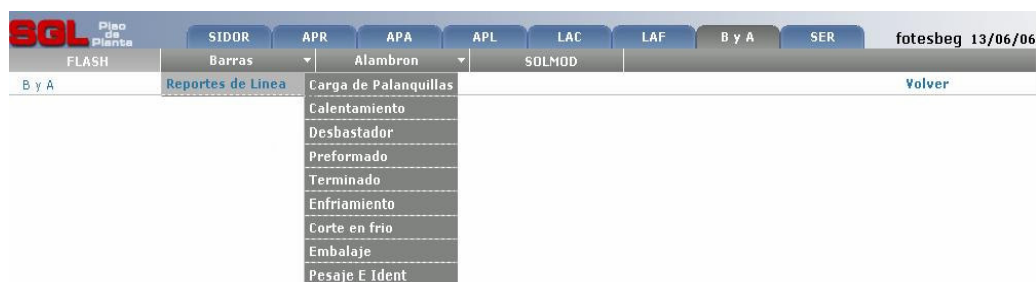 SGL Piso de Planta
SIDOR APR APA APL LAC LAF B y A SER fotesbeg 13/06/06
FLASH Barras Alambron SOLMOD
B y A Reportes de Linea Carga de Palanquillas Volver
Calentamiento
Desbastador
Preformado
Terminado
Enfriamiento
Corte en frio
Embalaje
Pesaje E Ident